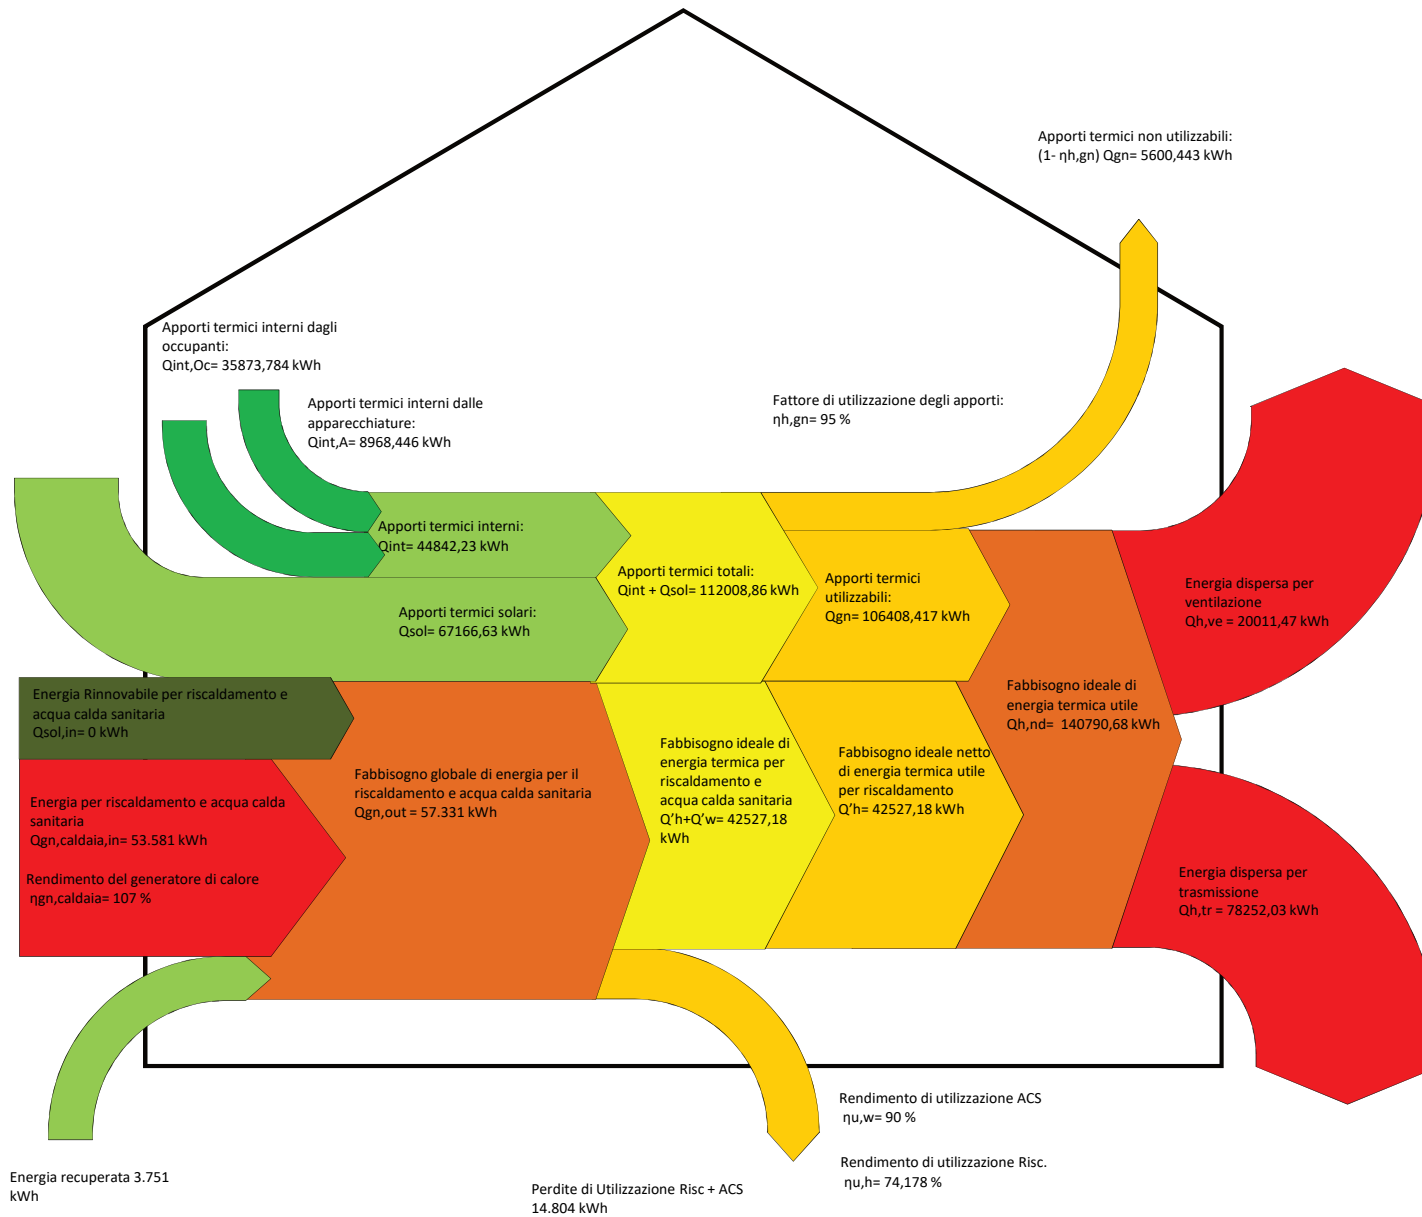 Apporti termici non utilizzabili:
(1- ηh,gn) Qgn= 5600,443 kWh
Apporti termici interni dagli
occupanti:
Qint,Oc= 35873,784 kWh
Apporti termici interni dalle
apparecchiature:
Qint,A= 8968,446 kWh
Fattore di utilizzazione degli apporti:
ηh,gn= 95 %
Apporti termici interni:
Qint= 44842,23 kWh
Apporti termici totali:
Qint + Qsol= 112008,86 kWh
Apporti termici
utilizzabili:
Qgn= 106408,417 kWh
Energia dispersa per
ventilazione
Qh,ve = 20011,47 kWh
Apporti termici solari:
Qsol= 67166,63 kWh
Energia Rinnovabile per riscaldamento e
acqua calda sanitaria
Qsol,in= 0 kWh
Fabbisogno ideale di
energia termica utile
Qh,nd=  140790,68 kWh
Energia per riscaldamento e acqua calda
sanitaria
Qgn,caldaia,in= 53.581 kWh
Rendimento del generatore di calore
ηgn,caldaia= 107 %
Fabbisogno globale di energia per il
riscaldamento e acqua calda sanitaria
Qgn,out = 57.331 kWh
Fabbisogno ideale di
energia termica per
riscaldamento e
acqua calda sanitaria
Q’h+Q’w= 42527,18
kWh
Fabbisogno ideale netto
di energia termica utile
per riscaldamento
Q’h= 42527,18 kWh
Energia dispersa per
trasmissione
Qh,tr = 78252,03 kWh
Rendimento di utilizzazione ACS
ηu,w= 90 %
Rendimento di utilizzazione Risc.
ηu,h= 74,178 %
Energia recuperata 3.751
kWh
Perdite di Utilizzazione Risc + ACS
14.804 kWh